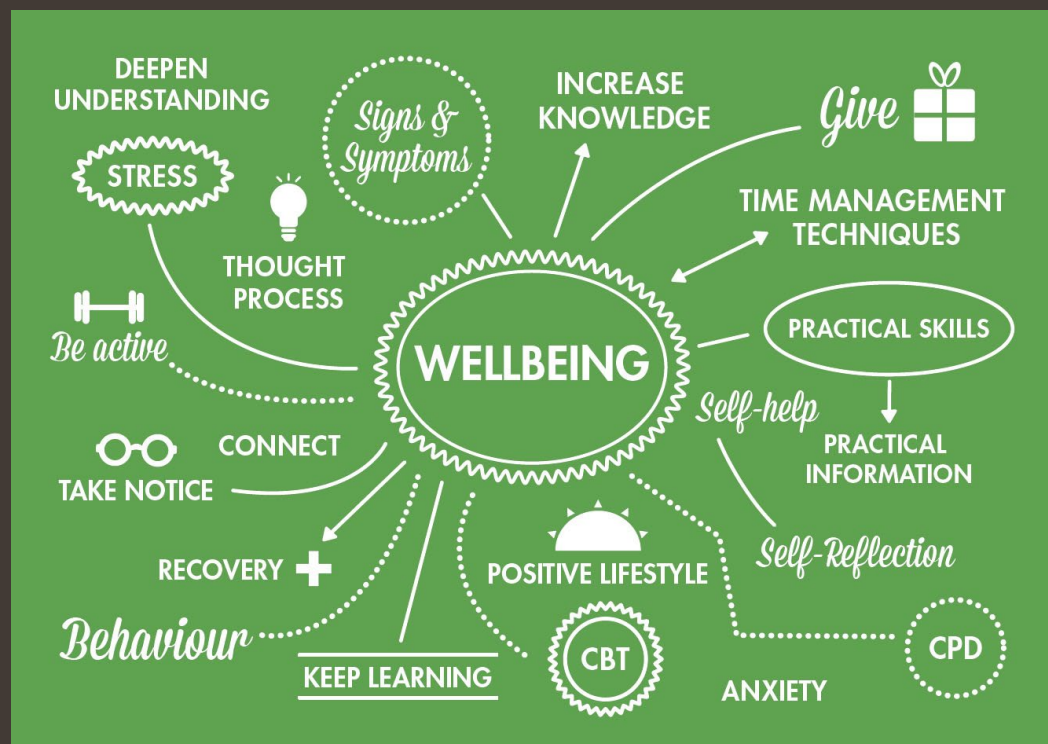 DEEPEN
UNDERSTANDING
Signs &
Symptoms
INCREASE
KNOWLEDGE
Give
STRESS
THOUGHT
PROCESS
TIME MANAGEMENT
TECHNIQUES
Be active
WELLBEING
PRACTICAL SKILLS
Self-help
CONNECT
PRACTICAL
INFORMATION
TAKE NOTICE
RECOVERY
POSITIVE LIFESTYLE
Self-Reflection
Behaviour
KEEP LEARNING
CBT
CPD
ANXIETY